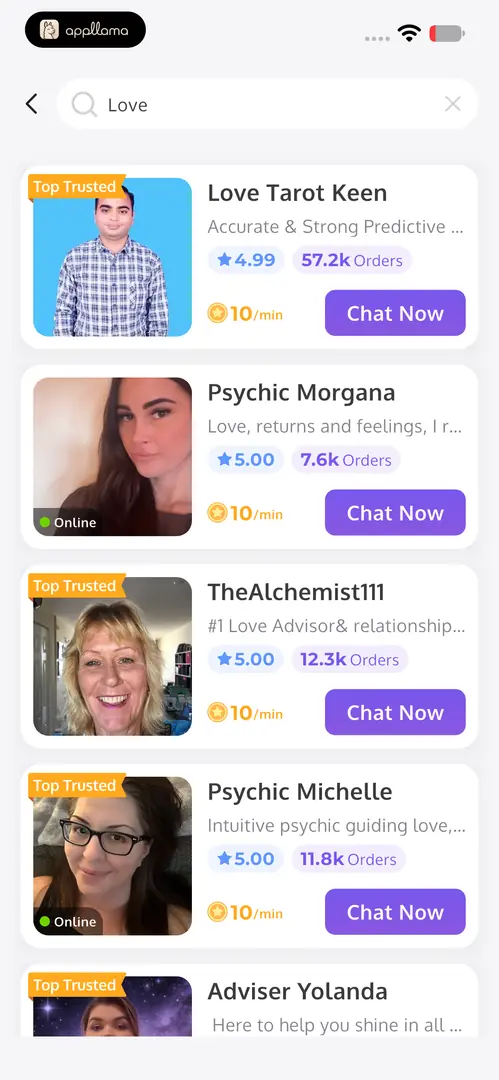 appllama
Love
Top Trusted
Love Tarot Keen
Accurate & Strong Predictive ...
4.99
57.2k Orders
10/min
Chat Now
Psychic Morgana
Love, returns and feelings, I r...
5.00
7.6k Orders
Online
10/min
Chat Now
Top Trusted
TheAlchemist111
#1 Love Advisor& relationship...
5.00
12.3k Orders
10/min
Chat Now
Top Trusted
Psychic Michelle
Intuitive psychic guiding love,...
5.00
11.8k Orders
Online
10/min
Chat Now
Top Trusted
Adviser Yolanda
Here to help you shine in all ...